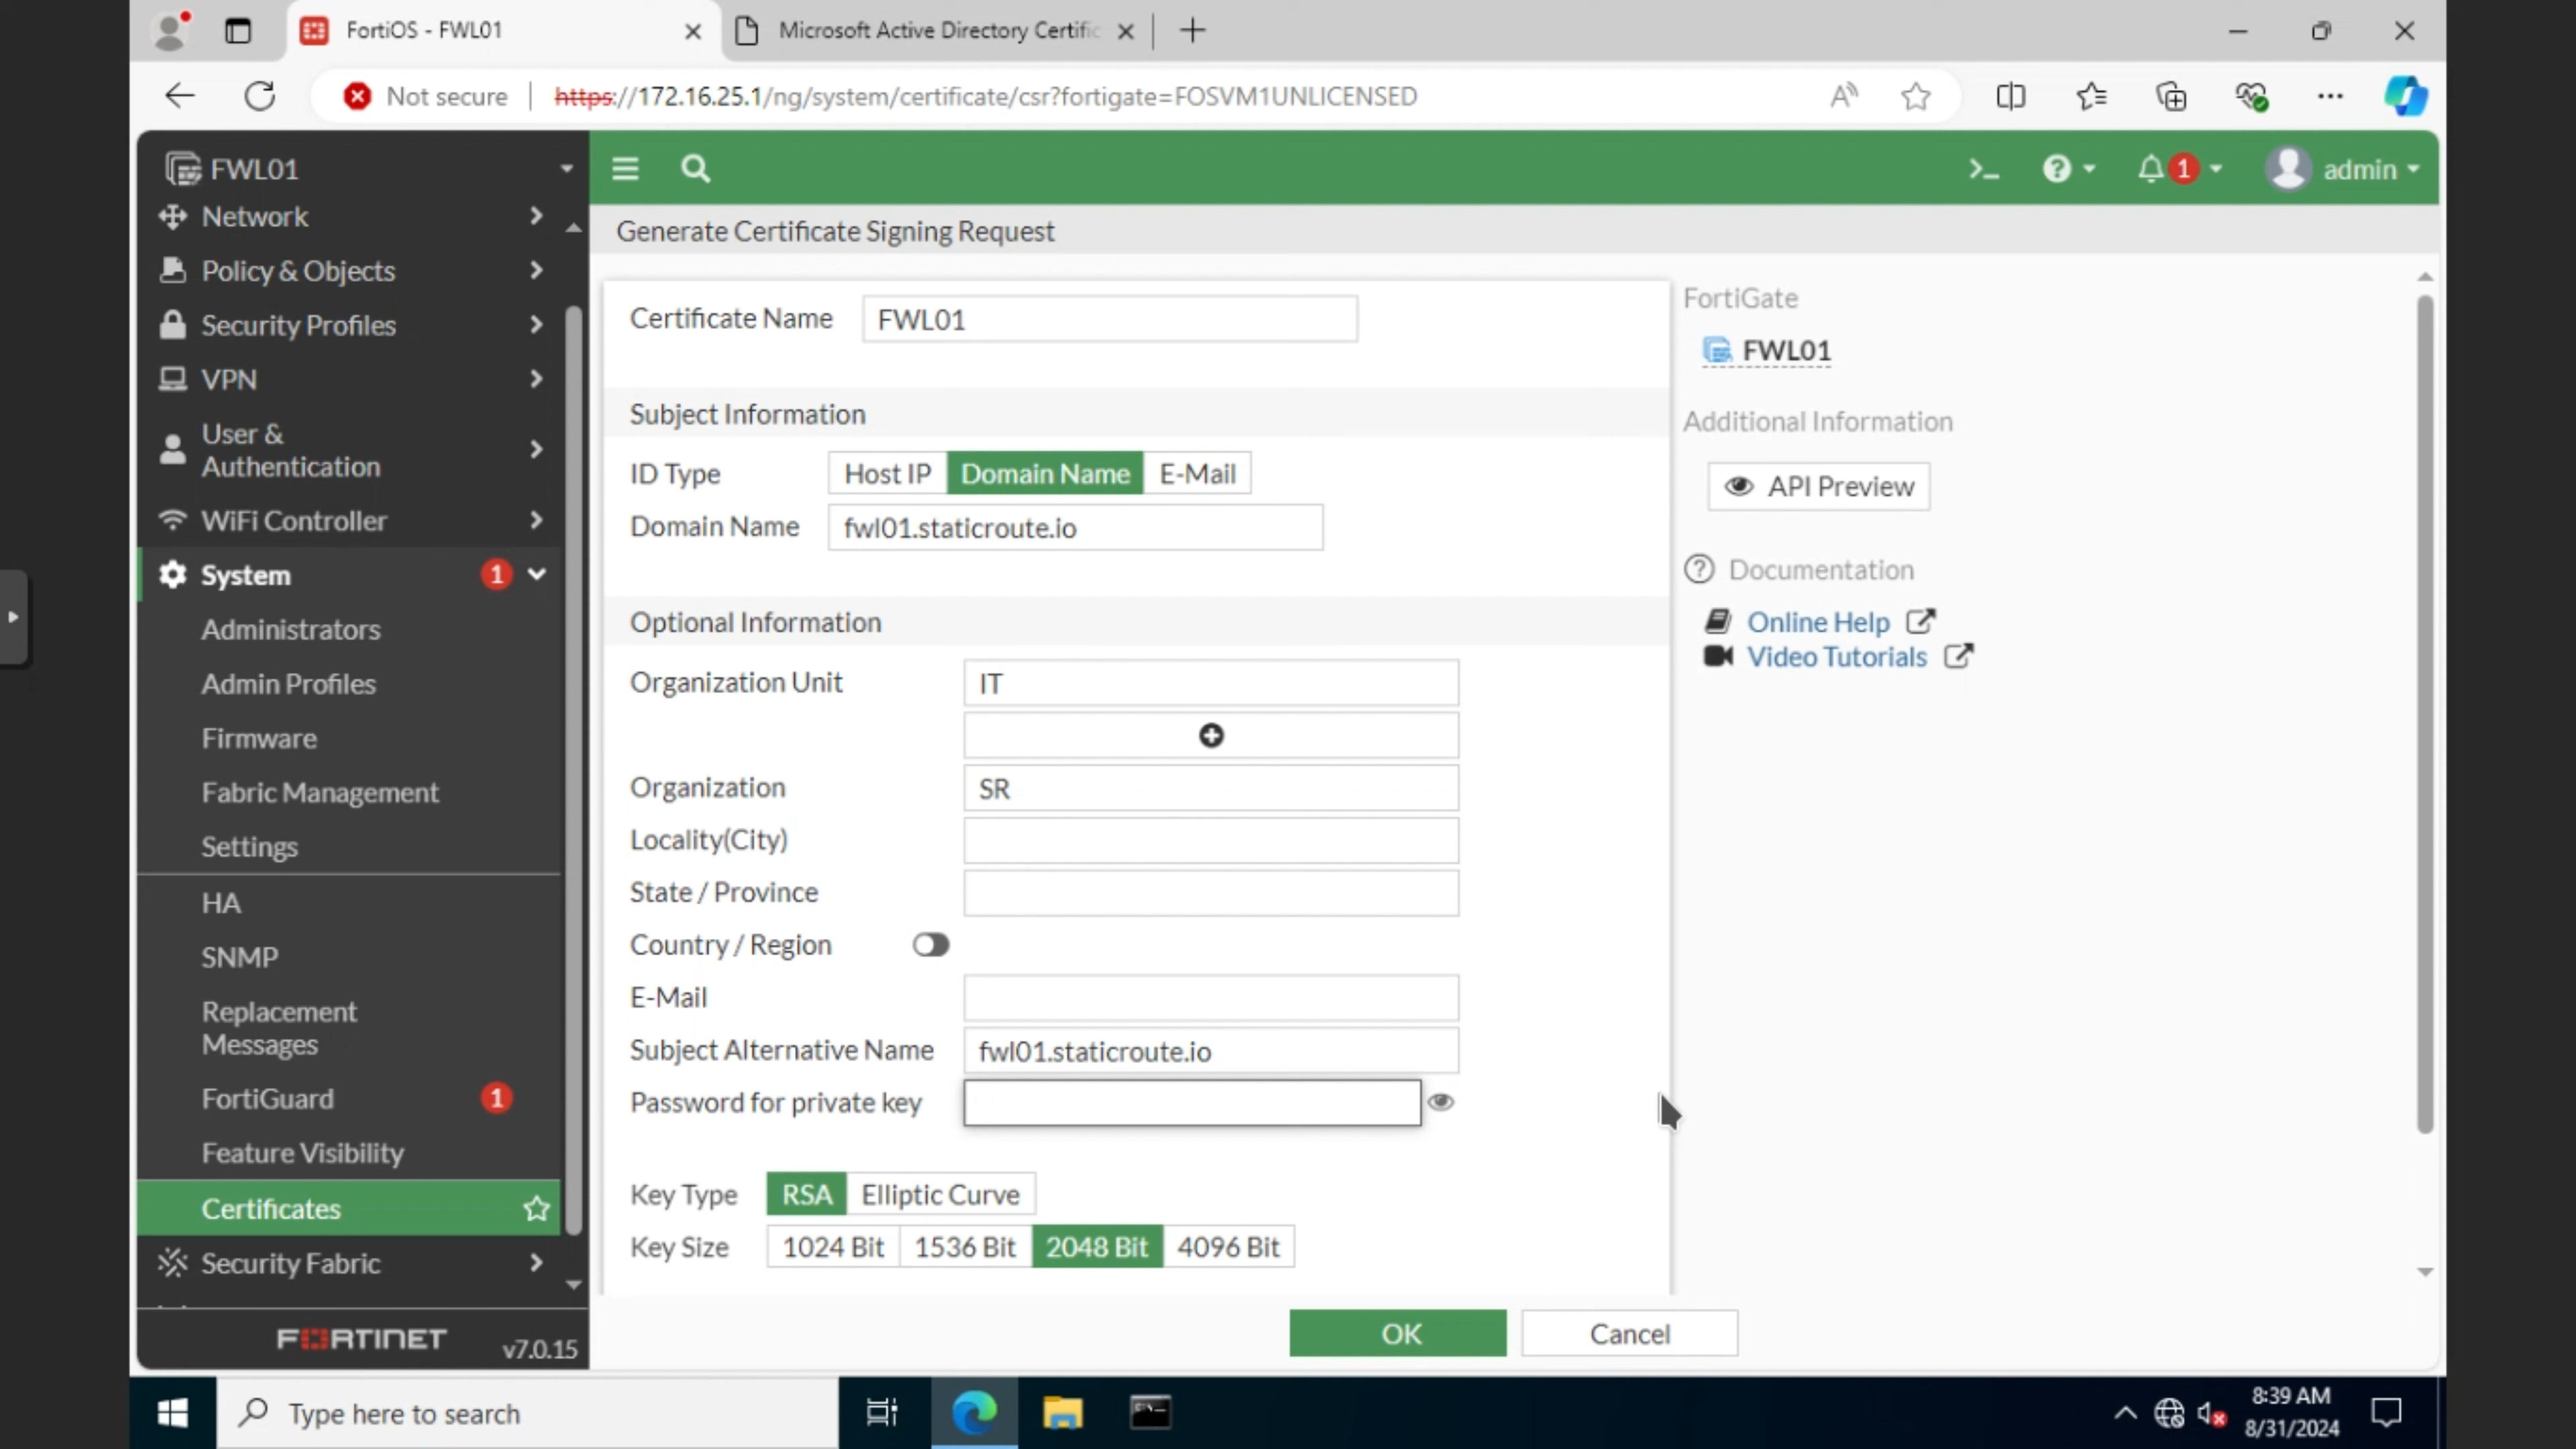 FortiOS - FWL01
Microsoft Active Directory Certific
Not secure
https://172.16.25.1/ng/system/certificate/csr?fortigate=FOSVM1UNLICENSED
FWL01
1
admin
Network
Policy & Objects
Security Profiles
VPN
User &
Authentication
WiFi Controller
System
1
Administrators
Admin Profiles
Firmware
Fabric Management
Settings
HA
SNMP
Replacement
Messages
FortiGuard
1
Feature Visibility
Certificates
Security Fabric
FORTINET
v7.0.15
Generate Certificate Signing Request
Certificate Name
FWL01
Subject Information
ID Type
Host IP
Domain Name
E-Mail
Domain Name
fwl01.staticroute.io
Optional Information
Organization Unit
IT
Organization
SR
Locality(City)
State / Province
Country / Region
E-Mail
Subject Alternative Name
fwl01.staticroute.io
Password for private key
Key Type
RSA
Elliptic Curve
Key Size
1024 Bit
1536 Bit
2048 Bit
4096 Bit
OK
Cancel
FortiGate
FWL01
Additional Information
API Preview
Documentation
Online Help
Video Tutorials
Type here to search
8:39 AM
8/31/2024